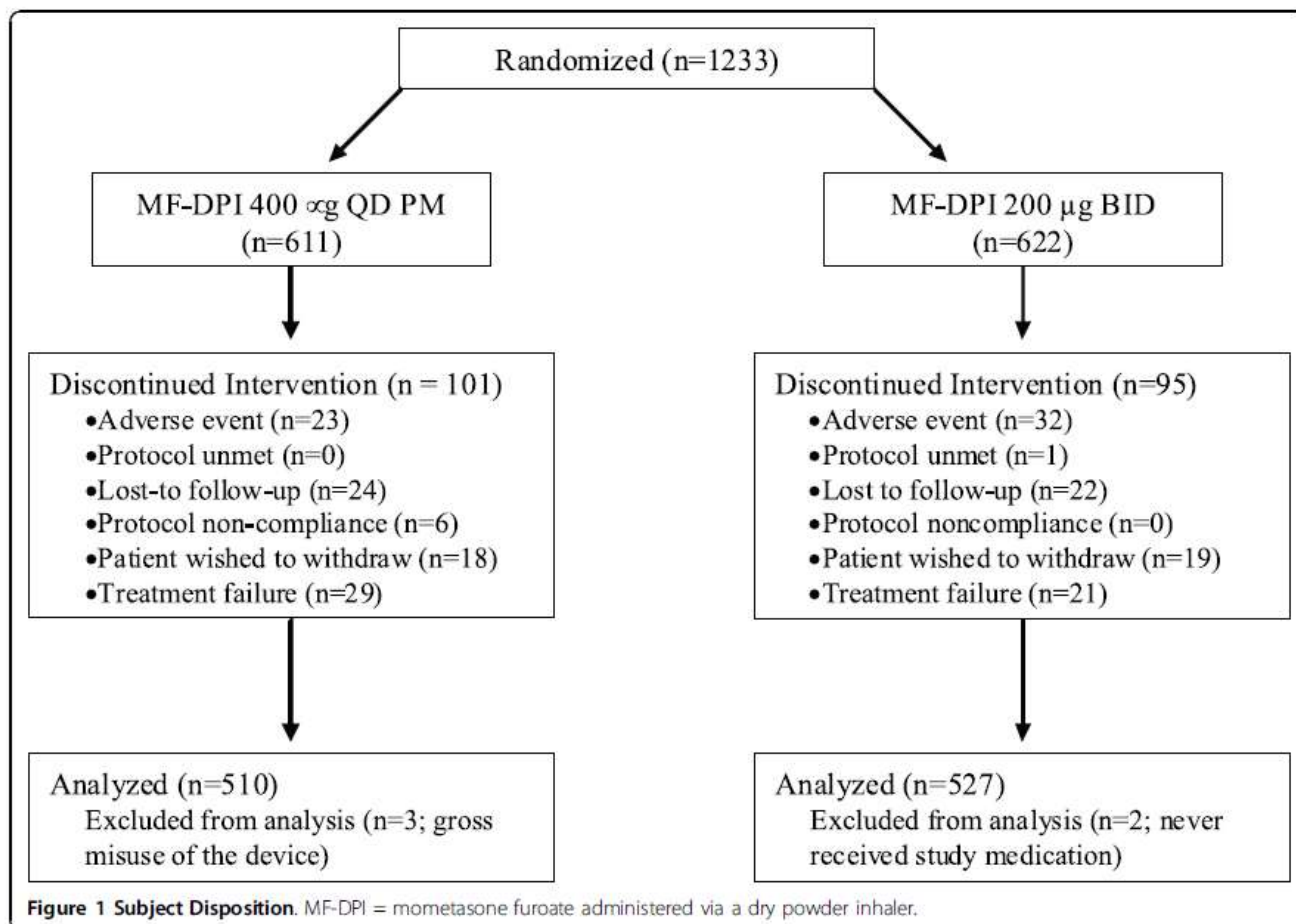 Randomized (n=1233)
MF-DPI 400 ∝g QD PM
(n=611)
MF-DPI 200 µg BID
(n=622)
Discontinued Intervention (n = 101)
•Adverse event (n=23)
•Protocol unmet (n=0)
•Lost-to follow-up (n=24)
•Protocol non-compliance (n=6)
•Patient wished to withdraw (n=18)
•Treatment failure (n=29)
Discontinued Intervention (n=95)
•Adverse event (n=32)
•Protocol unmet (n=1)
•Lost to follow-up (n=22)
•Protocol noncompliance (n=0)
•Patient wished to withdraw (n=19)
•Treatment failure (n=21)
Analyzed (n=510)
Excluded from analysis (n=3; gross
misuse of the device)
Analyzed (n=527)
Excluded from analysis (n=2; never
received study medication)
Figure 1 Subject Disposition. MF-DPI = mometasone furoate administered via a dry powder inhaler.